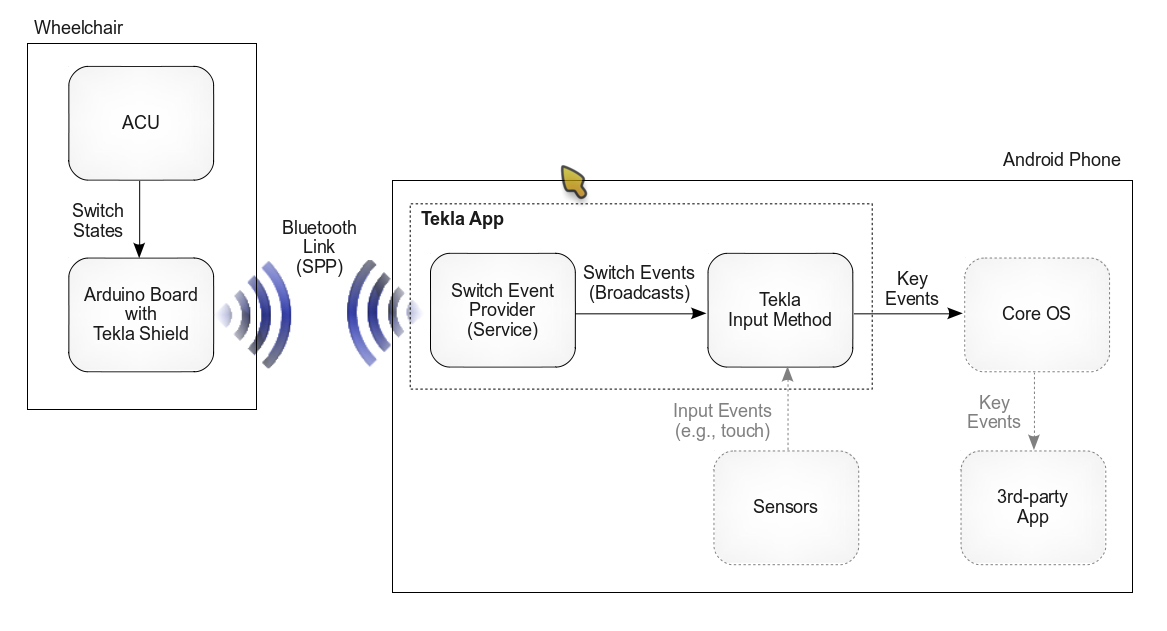 Wheelchair
ACU
Switch
States
Arduino Board
with
Tekla Shield
Bluetooth
Link
(SPP)
Android Phone
Tekla App
Switch Event
Provider
(Service)
Switch Events
(Broadcasts)
Tekla
Input Method
Key
Events
Core OS
Input Events
(e.g., touch)
Key
Events
Sensors
3rd-party
App